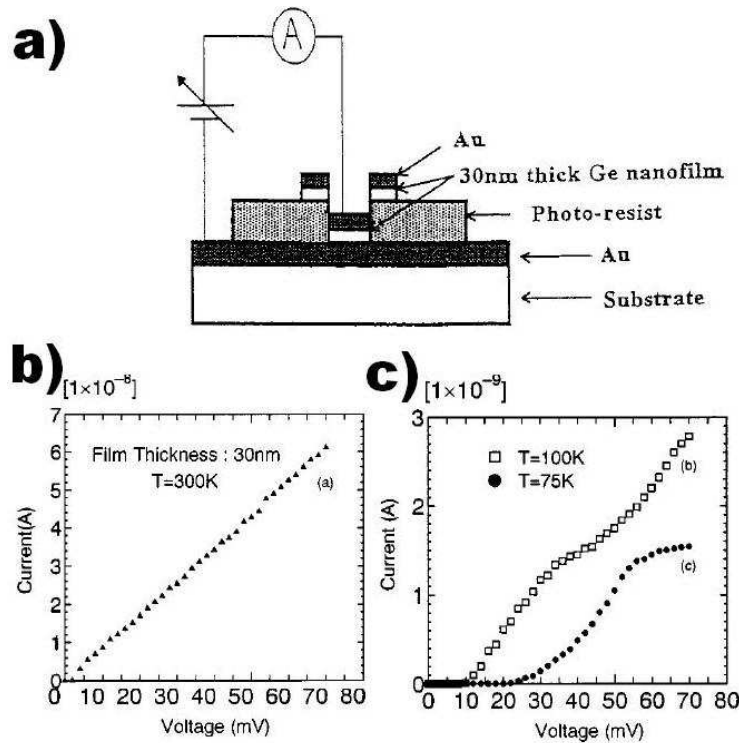 a)
A
Au
30nm thick Ge nanofilm
Photo-resist
Au
Substrate
b)
[1×10⁻⁸]
7
6
5
4
3
2
1
0
Current(A)
Film Thickness : 30nm
T=300K
(a)
0 10 20 30 40 50 60 70 80
Voltage (mV)
c)
[1×10⁻⁹]
3
2
1
0
Current (A)
T=100K
T=75K
(b)
(c)
0 10 20 30 40 50 60 70 80
Voltage (mV)